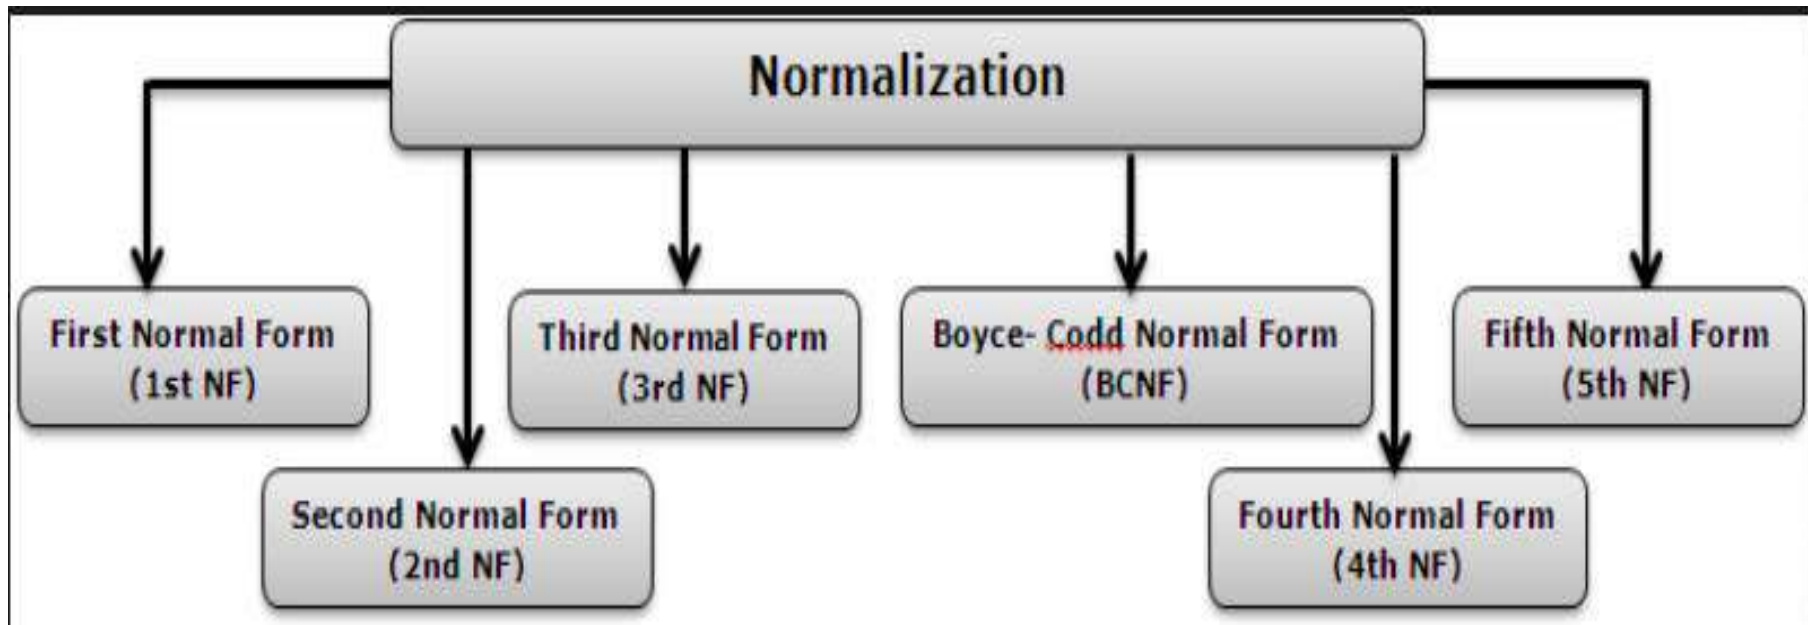 Normalization
First Normal Form
(1st NF)
Third Normal Form
(3rd NF)
Boyce- Codd Normal Form
(BCNF)
Fifth Normal Form
(5th NF)
Second Normal Form
(2nd NF)
Fourth Normal Form
(4th NF)